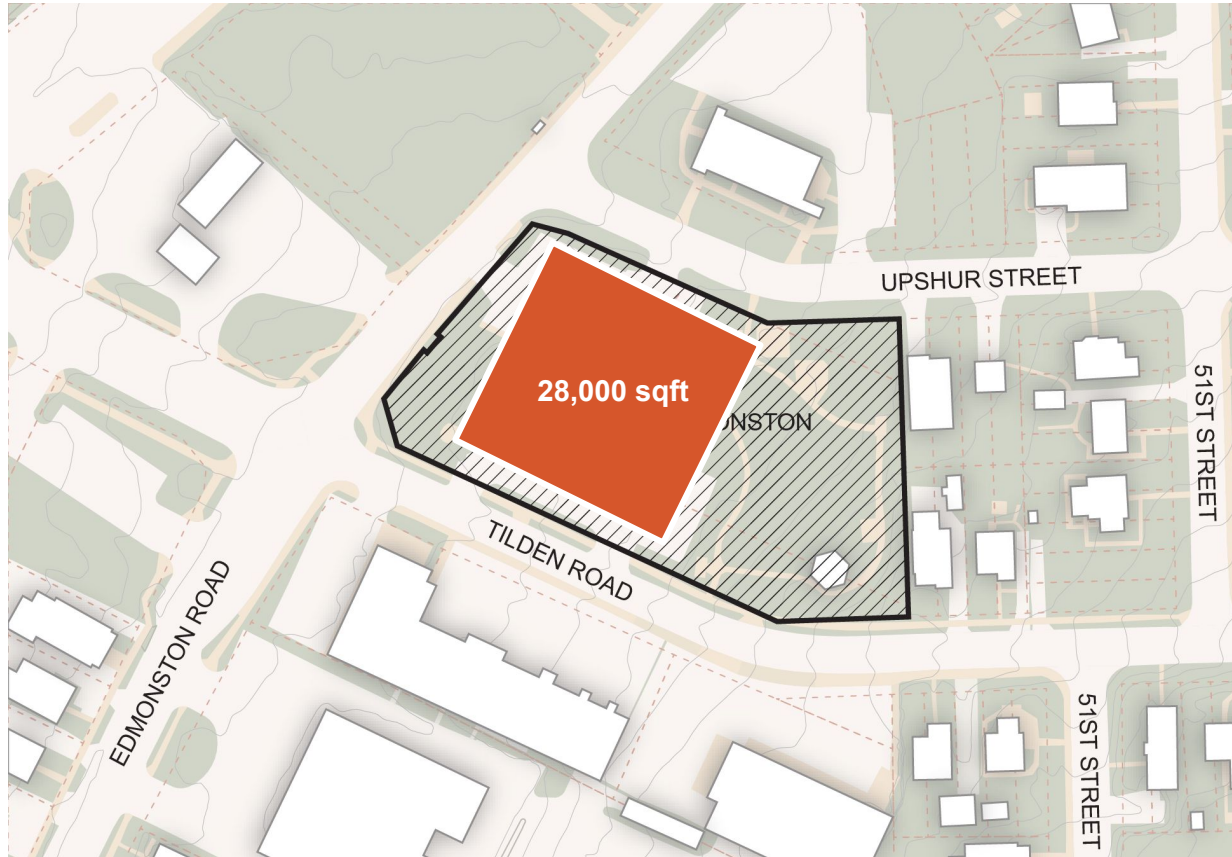 UPSHUR STREET
28,000 sqft
ONSTON
51ST STREET
TILDEN ROAD
EDMONSTON ROAD
51ST STREET